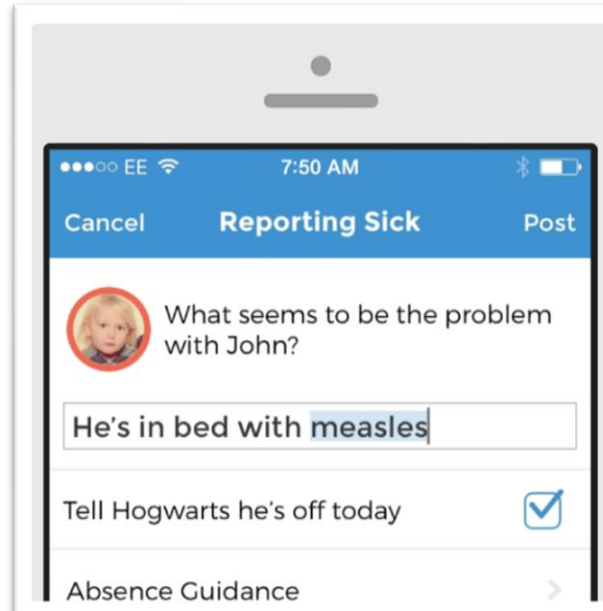 EE 7:50 AM
Cancel Reporting Sick Post
What seems to be the problem
with John?
He's in bed with measles
Tell Hogwarts he's off today
Absence Guidance